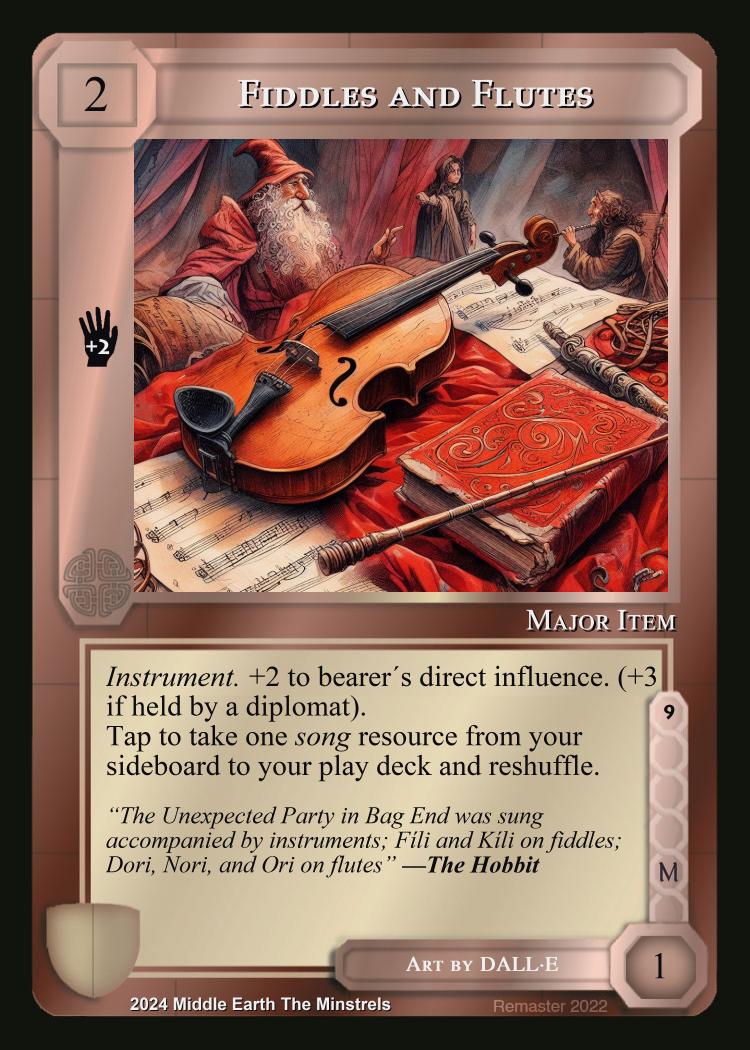 2
Fiddles and Flutes
+2
Major Item
Instrument. +2 to bearer´s direct influence. (+3
if held by a diplomat).
Tap to take one song resource from your
sideboard to your play deck and reshuffle.
9
“The Unexpected Party in Bag End was sung
accompanied by instruments; Fíli and Kíli on fiddles;
Dori, Nori, and Ori on flutes” —The Hobbit
M
Art by DALL·E
1
2024 Middle Earth The Minstrels
Remaster 2022